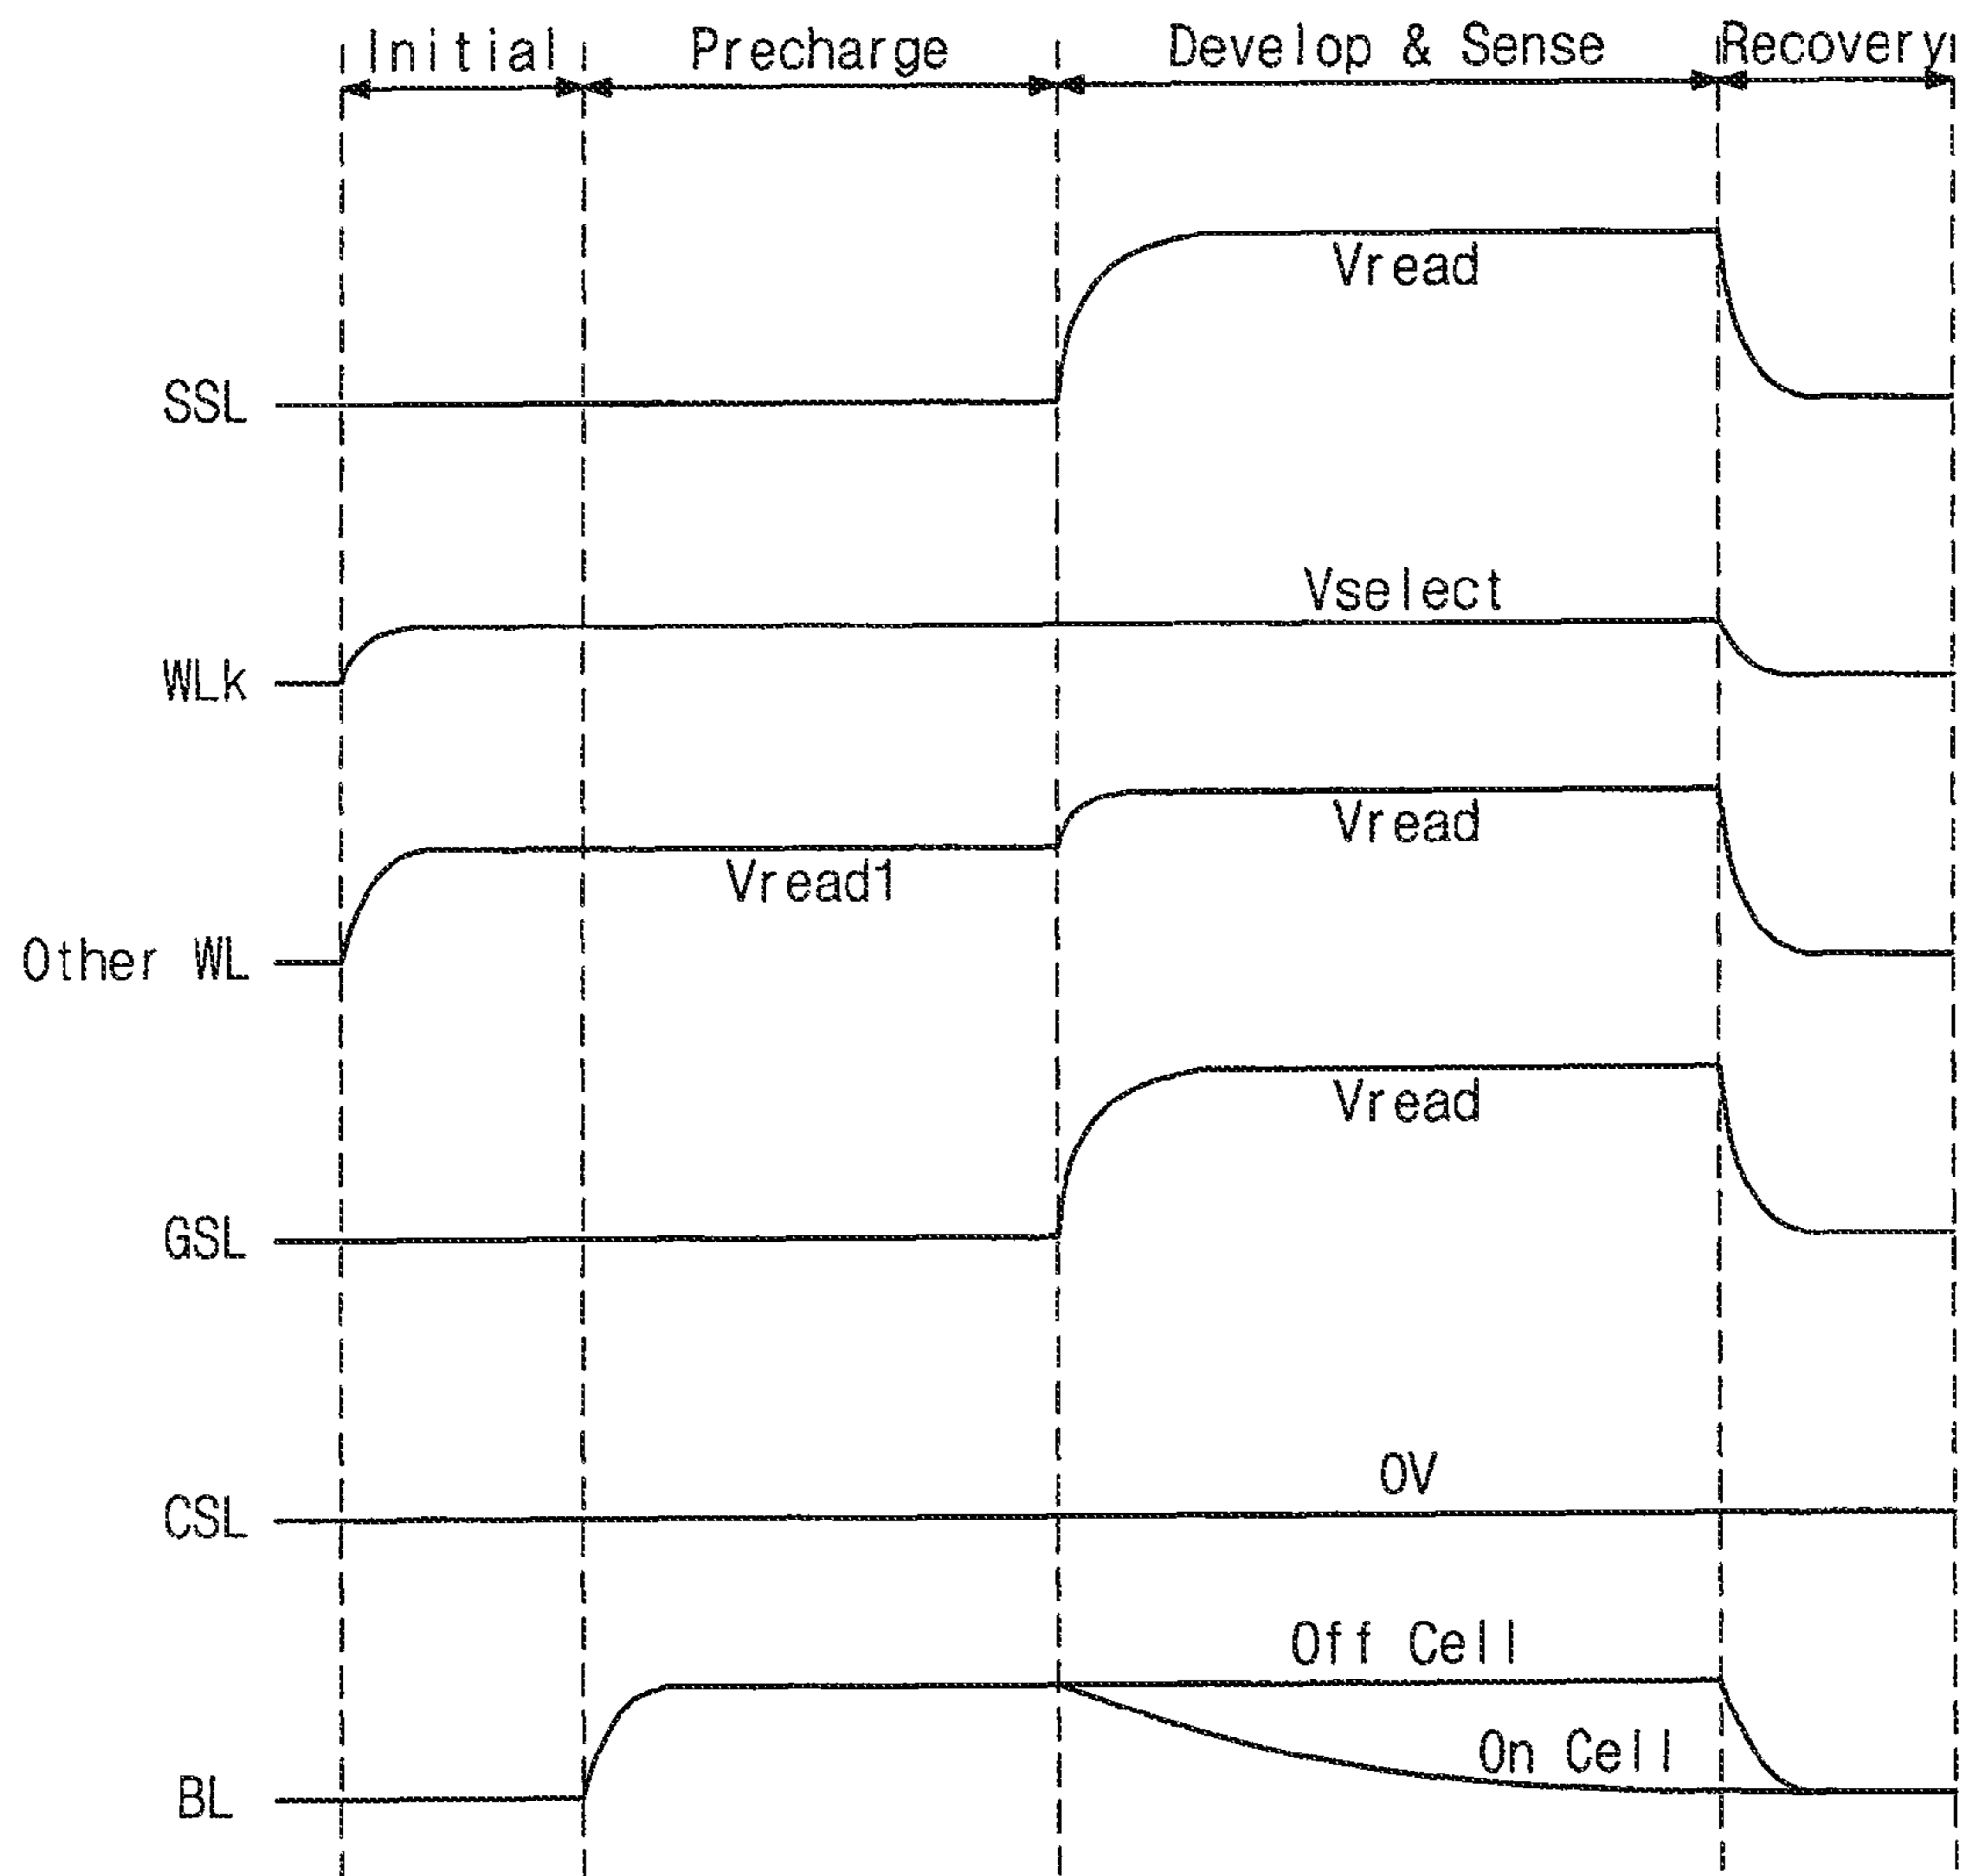 Initial Precharge Develop & Sense Recovery
Vread
SSL
Vselect
WLk
Vread
Vread1
Other WL
Vread
GSL
0V
CSL
Off Cell
On Cell
BL